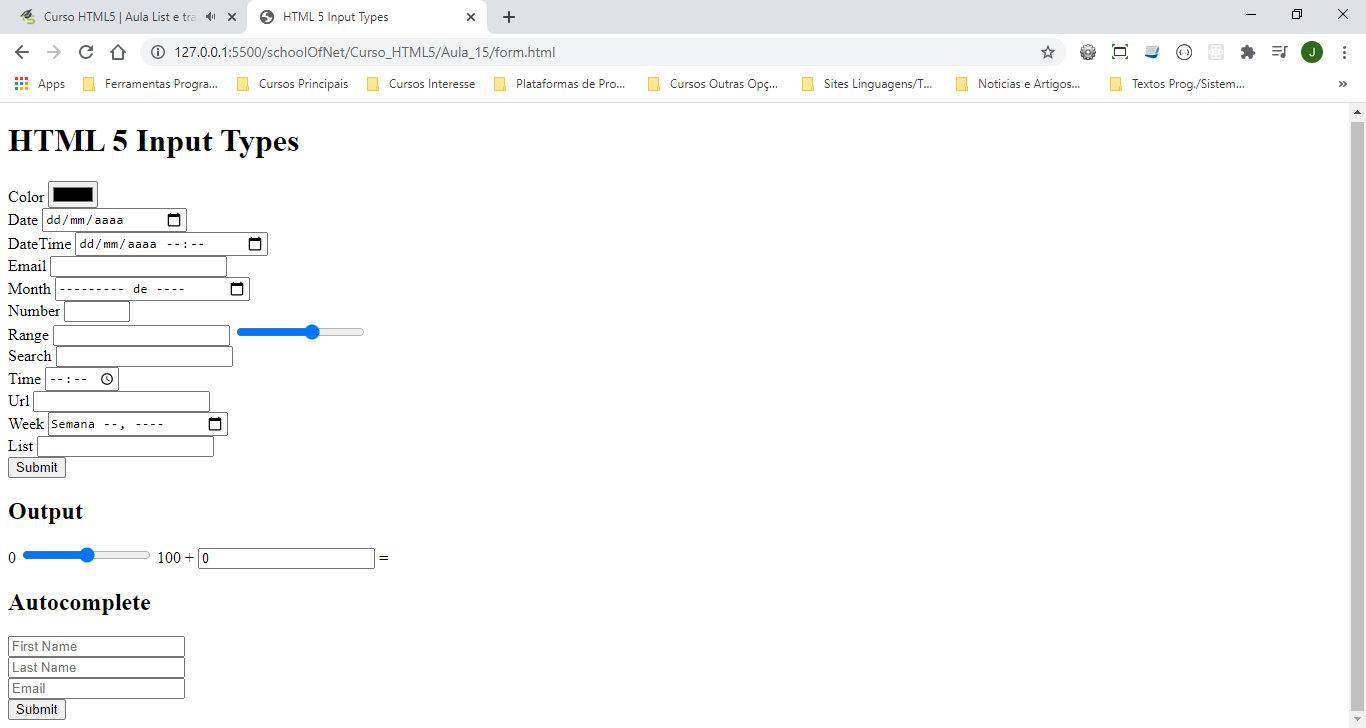 Curso HTML5 | Aula List e tra
HTML 5 Input Types
127.0.0.1:5500/schoolOfNet/Curso_HTML5/Aula_15/form.html
J
Apps Ferramentas Progra... Cursos Principais Cursos Interesse Plataformas de Pro... Cursos Outras Opç... Sites Linguagens/T... Noticias e Artigos... Textos Prog./Sistem... »
HTML 5 Input Types
Color
Date dd/mm/aaaa
DateTime dd/mm/aaaa --:--
Email
Month --------- de ----
Number
Range
Search
Time --:--
Url
Week Semana --, ----
List
Submit
Output
0 100 + 0 =
Autocomplete
First Name
Last Name
Email
Submit